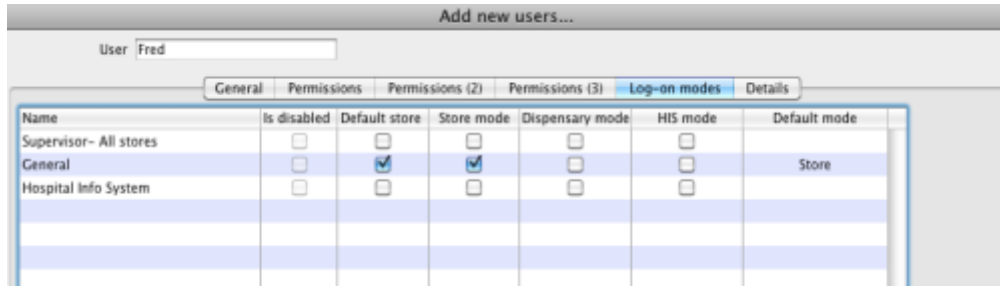 Add new users...
User Fred
General Permissions Permissions (2) Permissions (3) Log-on modes Details
Name Is disabled Default store Store mode Dispensary mode HIS mode Default mode
Supervisor- All stores
General Store
Hospital Info System